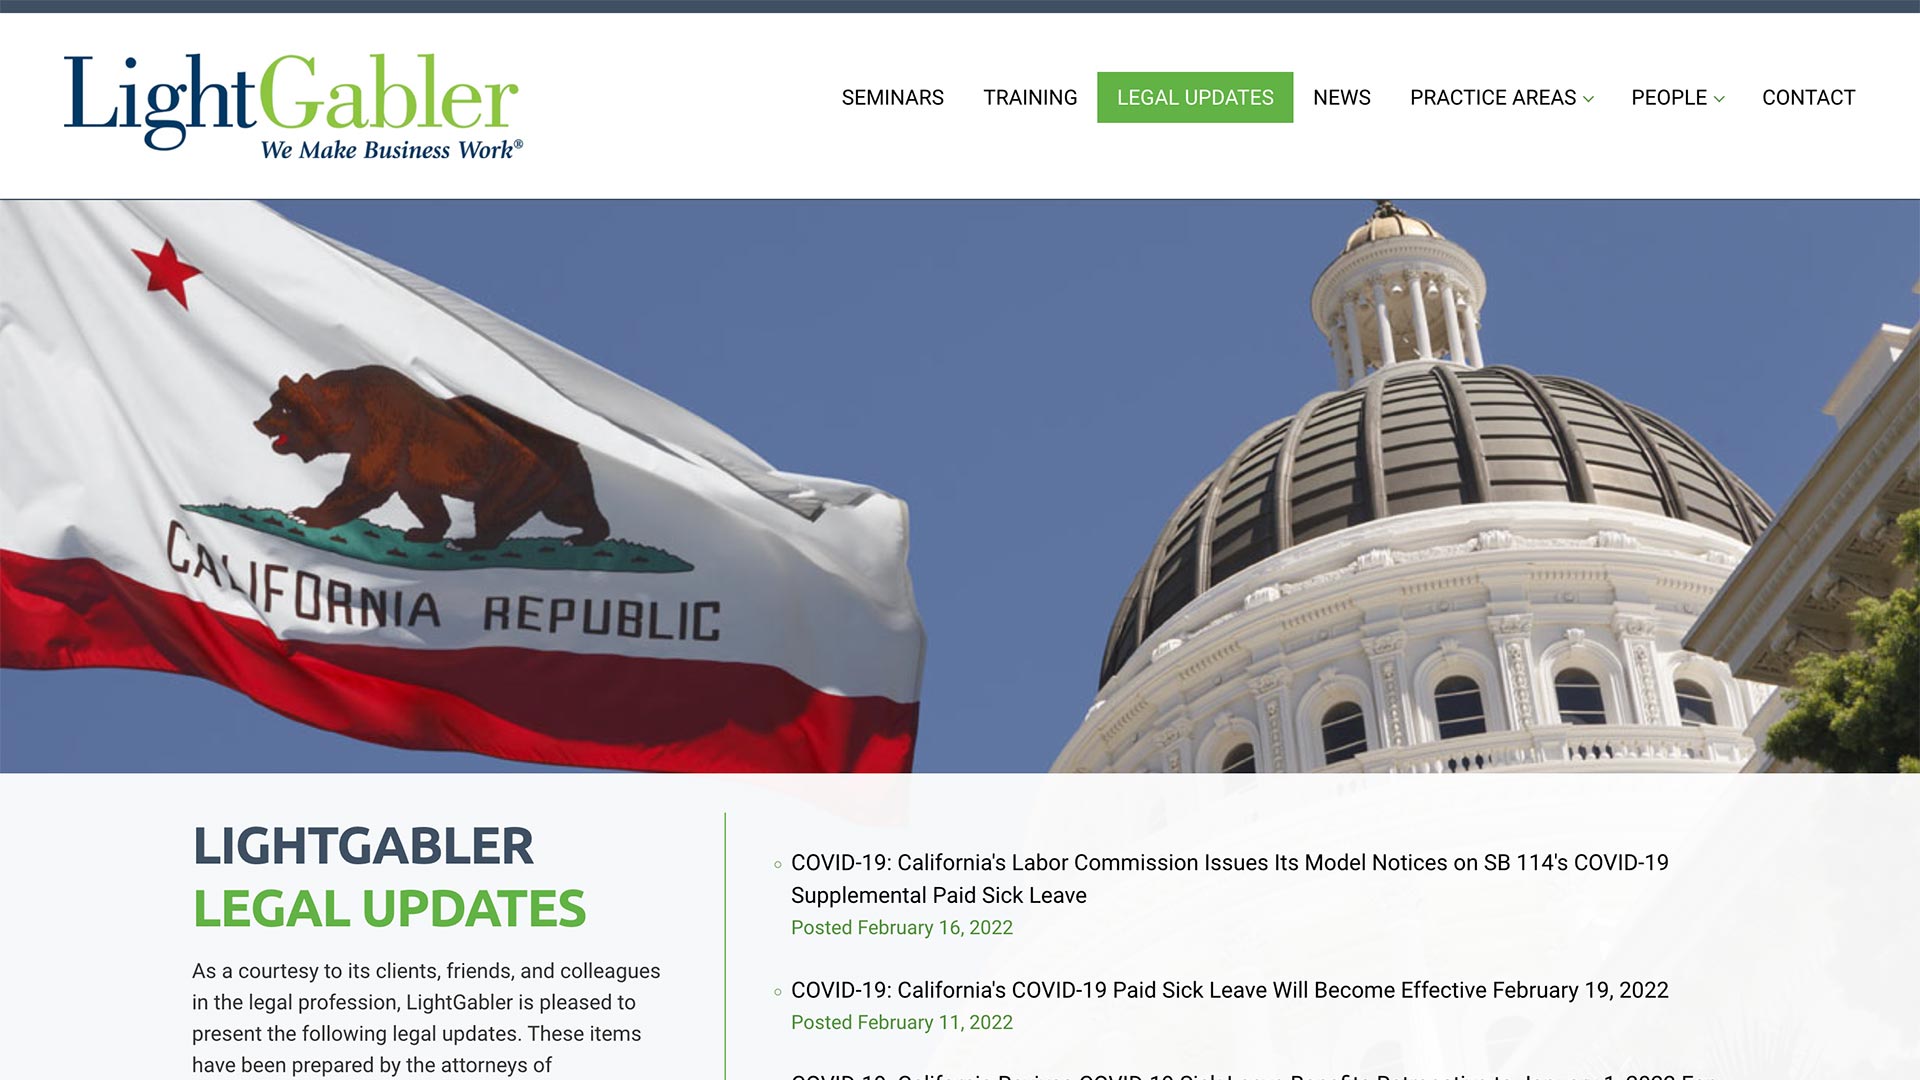 LightGabler
We Make Business Work®
SEMINARS
TRAINING
LEGAL UPDATES
NEWS
PRACTICE AREAS
PEOPLE
CONTACT
CALIFORNIA REPUBLIC
LIGHTGABLER
LEGAL UPDATES
As a courtesy to its clients, friends, and colleagues
in the legal profession, LightGabler is pleased to
present the following legal updates. These items
have been prepared by the attorneys of
COVID-19: California's Labor Commission Issues Its Model Notices on SB 114's COVID-19
Supplemental Paid Sick Leave
Posted February 16, 2022
COVID-19: California's COVID-19 Paid Sick Leave Will Become Effective February 19, 2022
Posted February 11, 2022